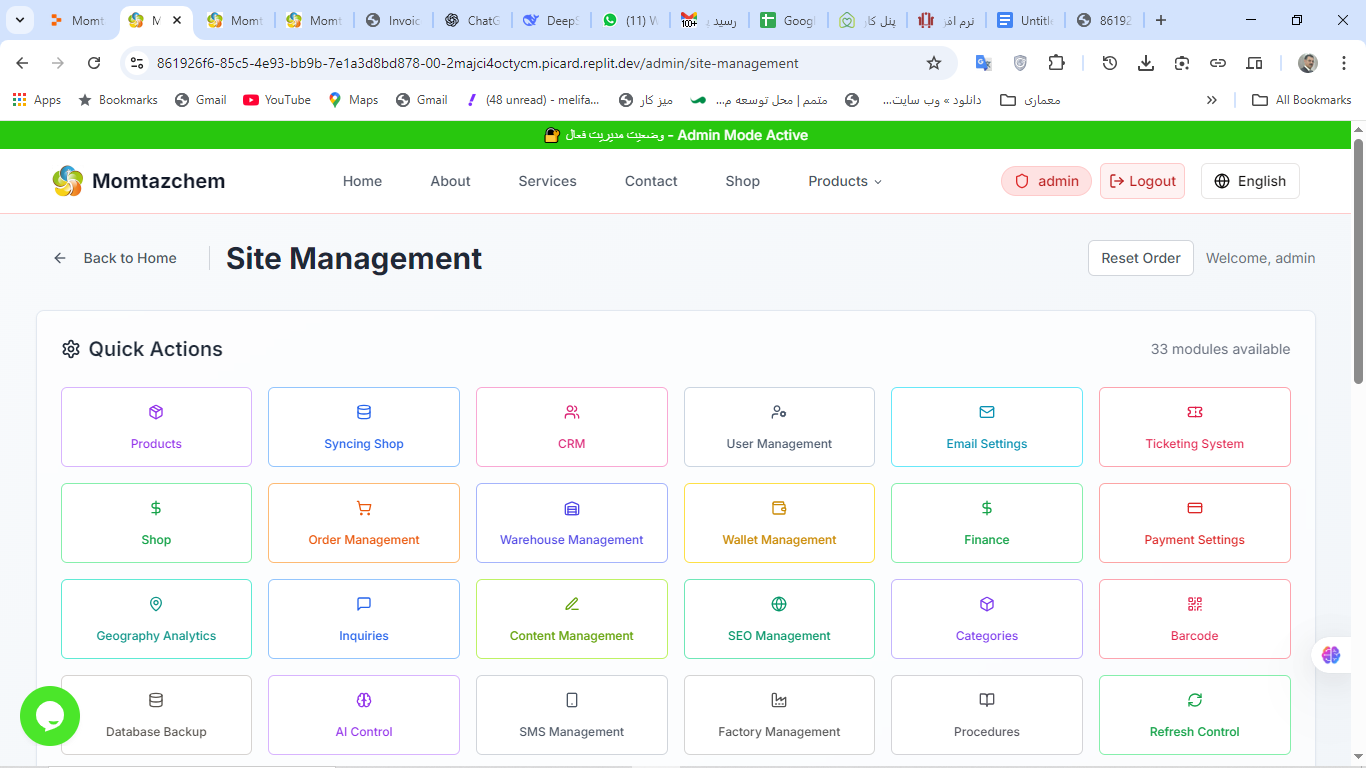 Momt
Momt
Momt
Momt
Invoic
ChatG
DeepS
(11) W
رسید پ
Googl
پنل کار
نرم افز
Untitl
86192
861926f6-85c5-4e93-bb9b-7e1a3d8bd878-00-2majci4octycm.picard.replit.dev/admin/site-management
Apps
Bookmarks
Gmail
YouTube
Maps
Gmail
(48 unread) - melifa...
میز کار
متمم | محل توسعه م...
دانلود » وب سایت...
معماری
»
All Bookmarks
وضعیت مدیریت فعال - Admin Mode Active
Momtazchem
Home
About
Services
Contact
Shop
Products
admin
Logout
English
Back to Home
Site Management
Reset Order
Welcome, admin
Quick Actions
33 modules available
Products
Syncing Shop
CRM
User Management
Email Settings
Ticketing System
Shop
Order Management
Warehouse Management
Wallet Management
Finance
Payment Settings
Geography Analytics
Inquiries
Content Management
SEO Management
Categories
Barcode
Database Backup
AI Control
SMS Management
Factory Management
Procedures
Refresh Control